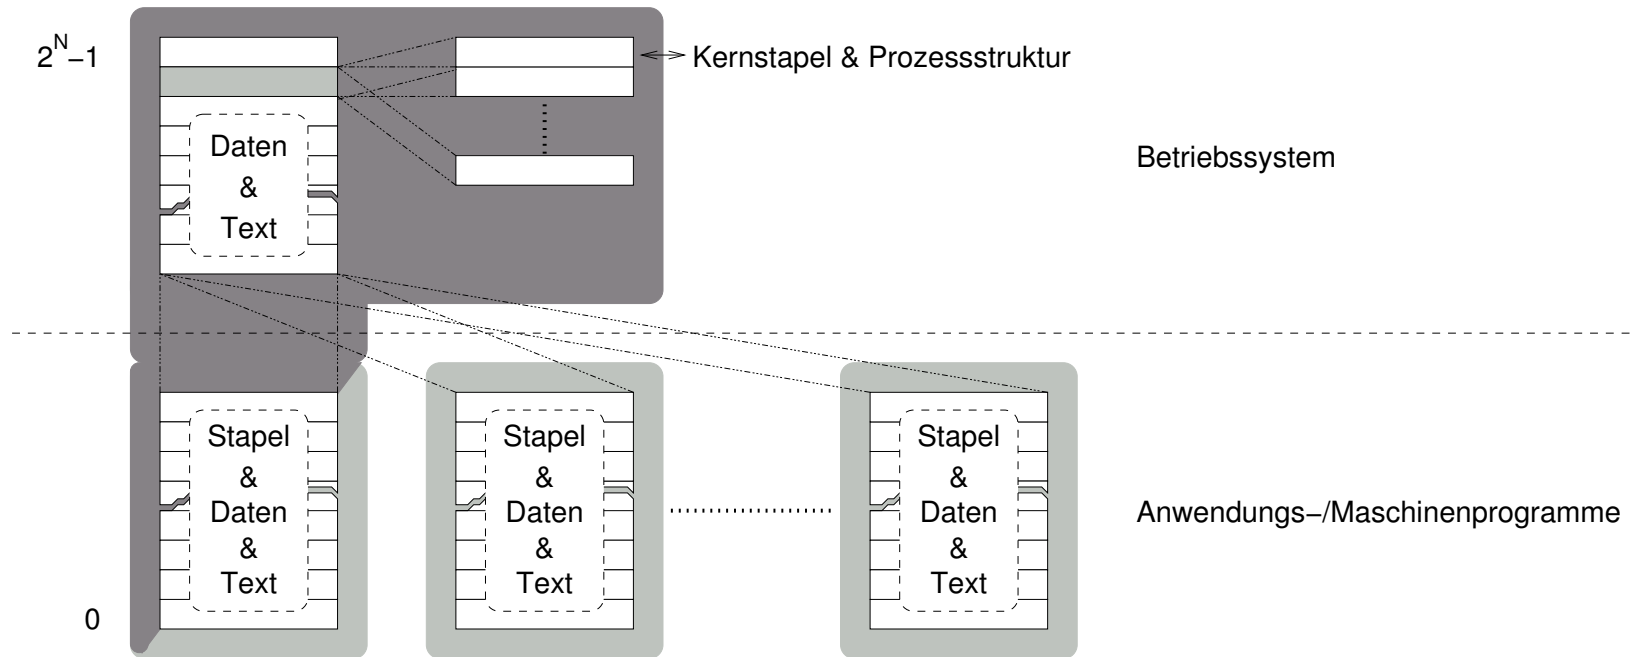 2^N–1
Kernstapel & Prozessstruktur
Daten
&
Text
Betriebssystem
Stapel
&
Daten
&
Text
Stapel
&
Daten
&
Text
Stapel
&
Daten
&
Text
Anwendungs–/Maschinenprogramme
0